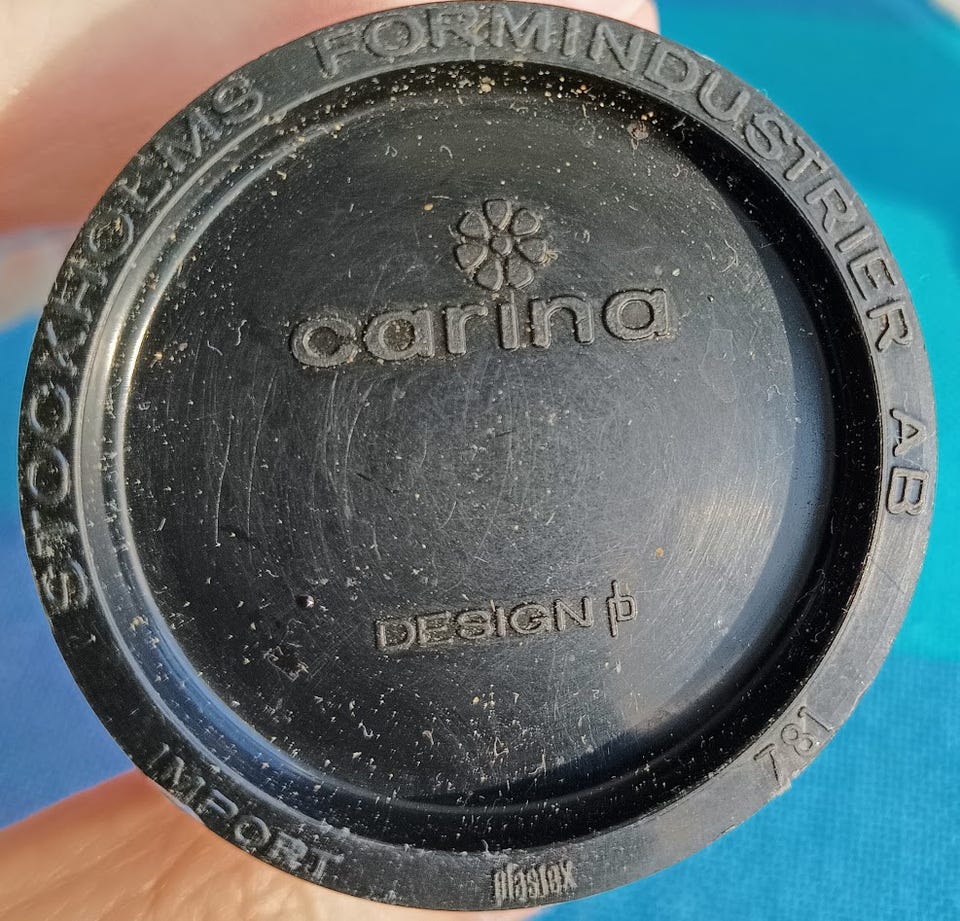 STOCKHOLMS FORMINDUSTRIER AB
carina
DESIGN
781
IMPORT
plastex